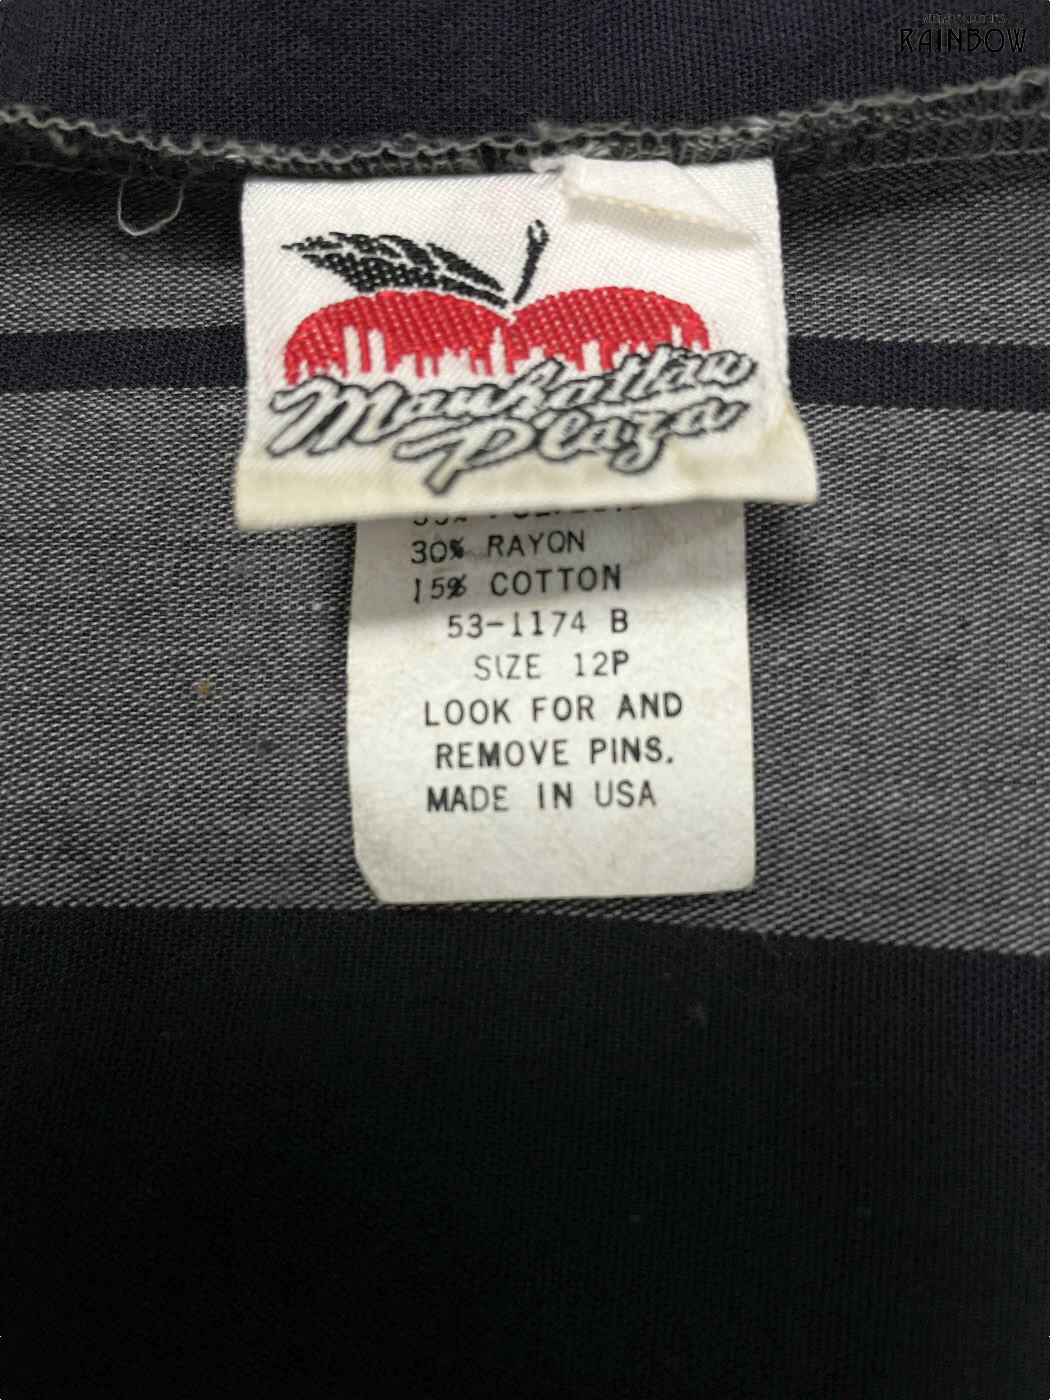 RAINBOW
Manhattan
Plaza
30% RAYON
15% COTTON
53-1174 B
SIZE 12P
LOOK FOR AND
REMOVE PINS.
MADE IN USA